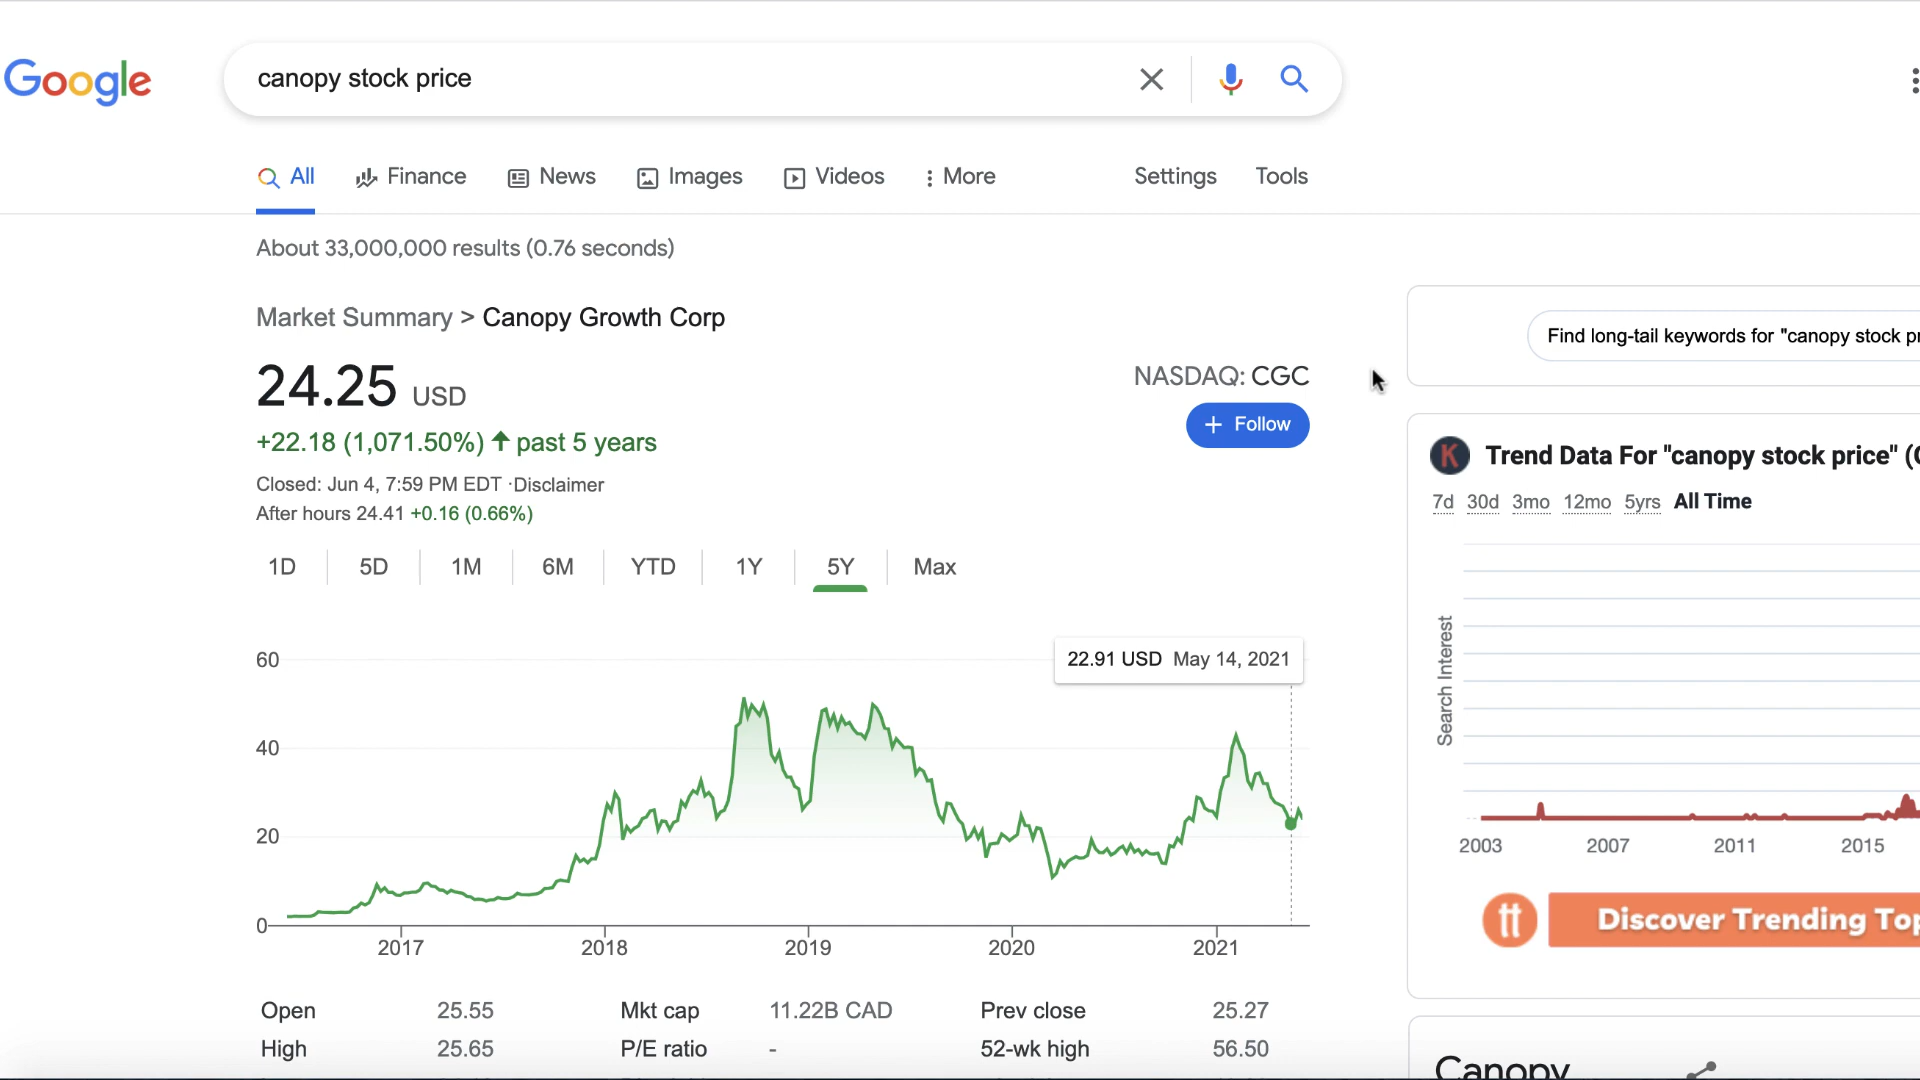 Google
canopy stock price
All Finance News Images Videos More Settings Tools
About 33,000,000 results (0.76 seconds)
Market Summary > Canopy Growth Corp
24.25 USD
NASDAQ: CGC
+ Follow
+22.18 (1,071.50%) ↑ past 5 years
Closed: Jun 4, 7:59 PM EDT ·Disclaimer
After hours 24.41 +0.16 (0.66%)
1D 5D 1M 6M YTD 1Y 5Y Max
22.91 USD May 14, 2021
60
40
20
0
2017 2018 2019 2020 2021
Open 25.55 Mkt cap 11.22B CAD Prev close 25.27
High 25.65 P/E ratio - 52-wk high 56.50
Find long-tail keywords for "canopy stock pr
K
Trend Data For "canopy stock price" (
7d 30d 3mo 12mo 5yrs All Time
Search Interest
2003 2007 2011 2015
tt
Discover Trending Top
Canopy